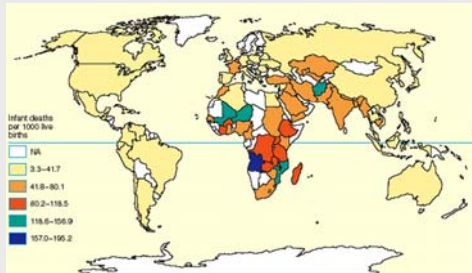 Infant deaths
per 1000 live
births
NA
3.3–41.7
41.8–80.1
80.2–118.5
118.6–156.9
157.0–195.2